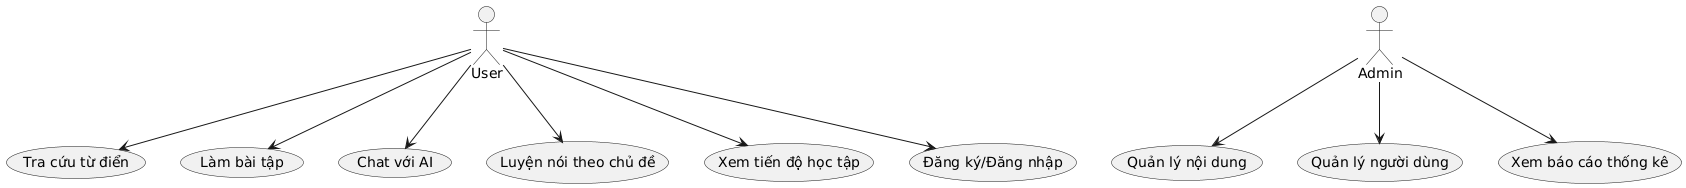 User
Admin
Tra cứu từ điển
Làm bài tập
Chat với AI
Luyện nói theo chủ đề
Xem tiến độ học tập
Đăng ký/Đăng nhập
Quản lý nội dung
Quản lý người dùng
Xem báo cáo thống kê